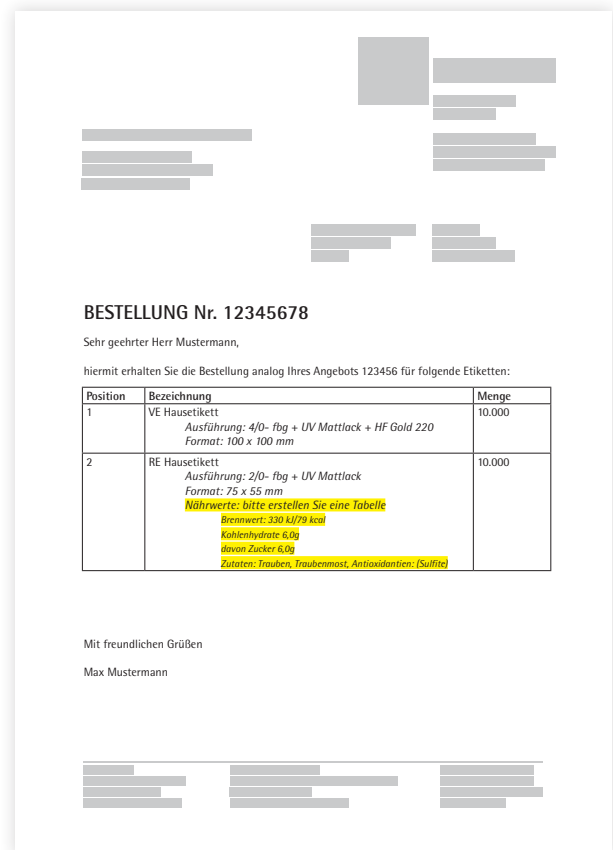 BESTELLUNG Nr. 12345678
Sehr geehrter Herr Mustermann,
hiermit erhalten Sie die Bestellung analog Ihres Angebots 123456 für folgende Etiketten:
Position Bezeichnung Menge
1 VE Hausetikett 10.000
Ausführung: 4/0- fbg + UV Mattlack + HF Gold 220
Format: 100 x 100 mm
2 RE Hausetikett 10.000
Ausführung: 2/0- fbg + UV Mattlack
Format: 75 x 55 mm
Nährwerte: bitte erstellen Sie eine Tabelle
Brennwert: 330 kJ/79 kcal
Kohlenhydrate 6,0g
davon Zucker 6,0g
Zutaten: Trauben, Traubenmost, Antioxidantien: (Sulfite)
Mit freundlichen Grüßen
Max Mustermann